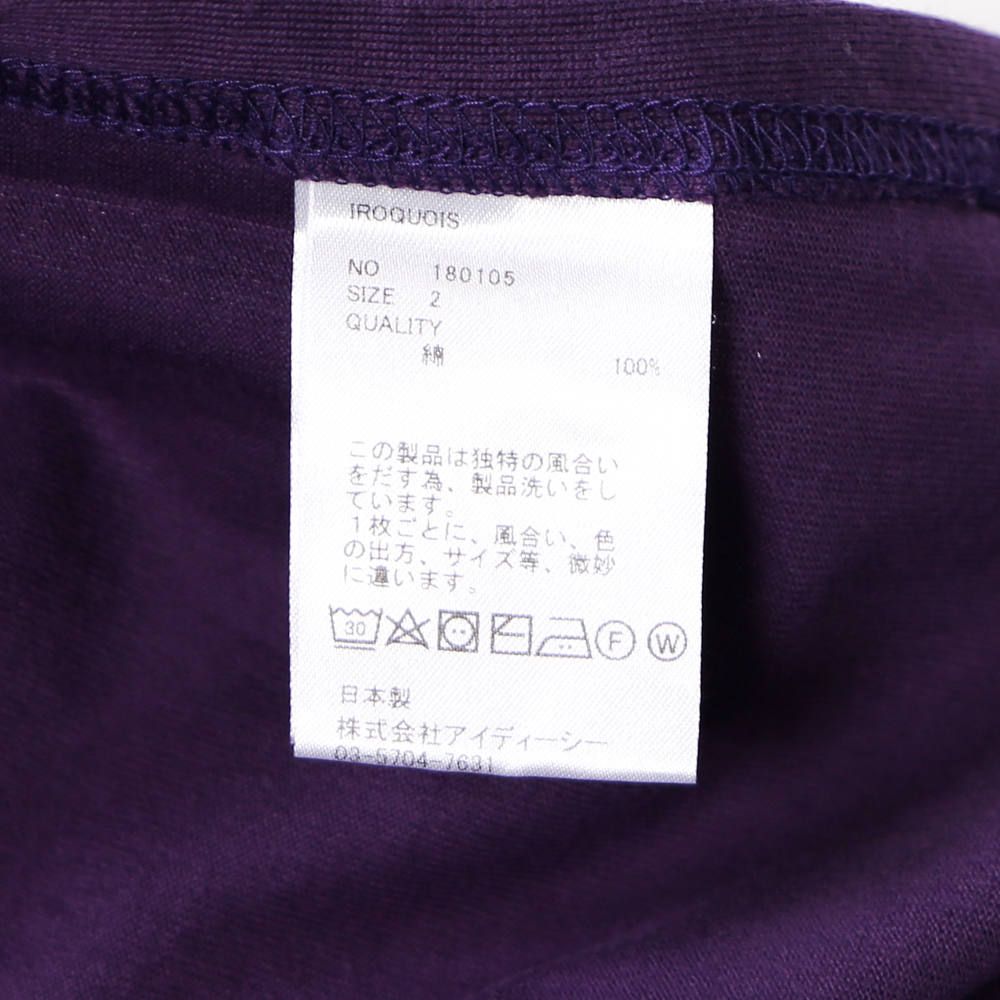 IROQUOIS
NO 180105
SIZE 2
QUALITY
綿 100%
この製品は独特の風合い
をだす為、製品洗いをし
ています。
1枚ごとに、風合い、色
の出方、サイズ等、微妙
に違います。
30 F W
日本製
株式会社アイディーシー
03-5704-7631